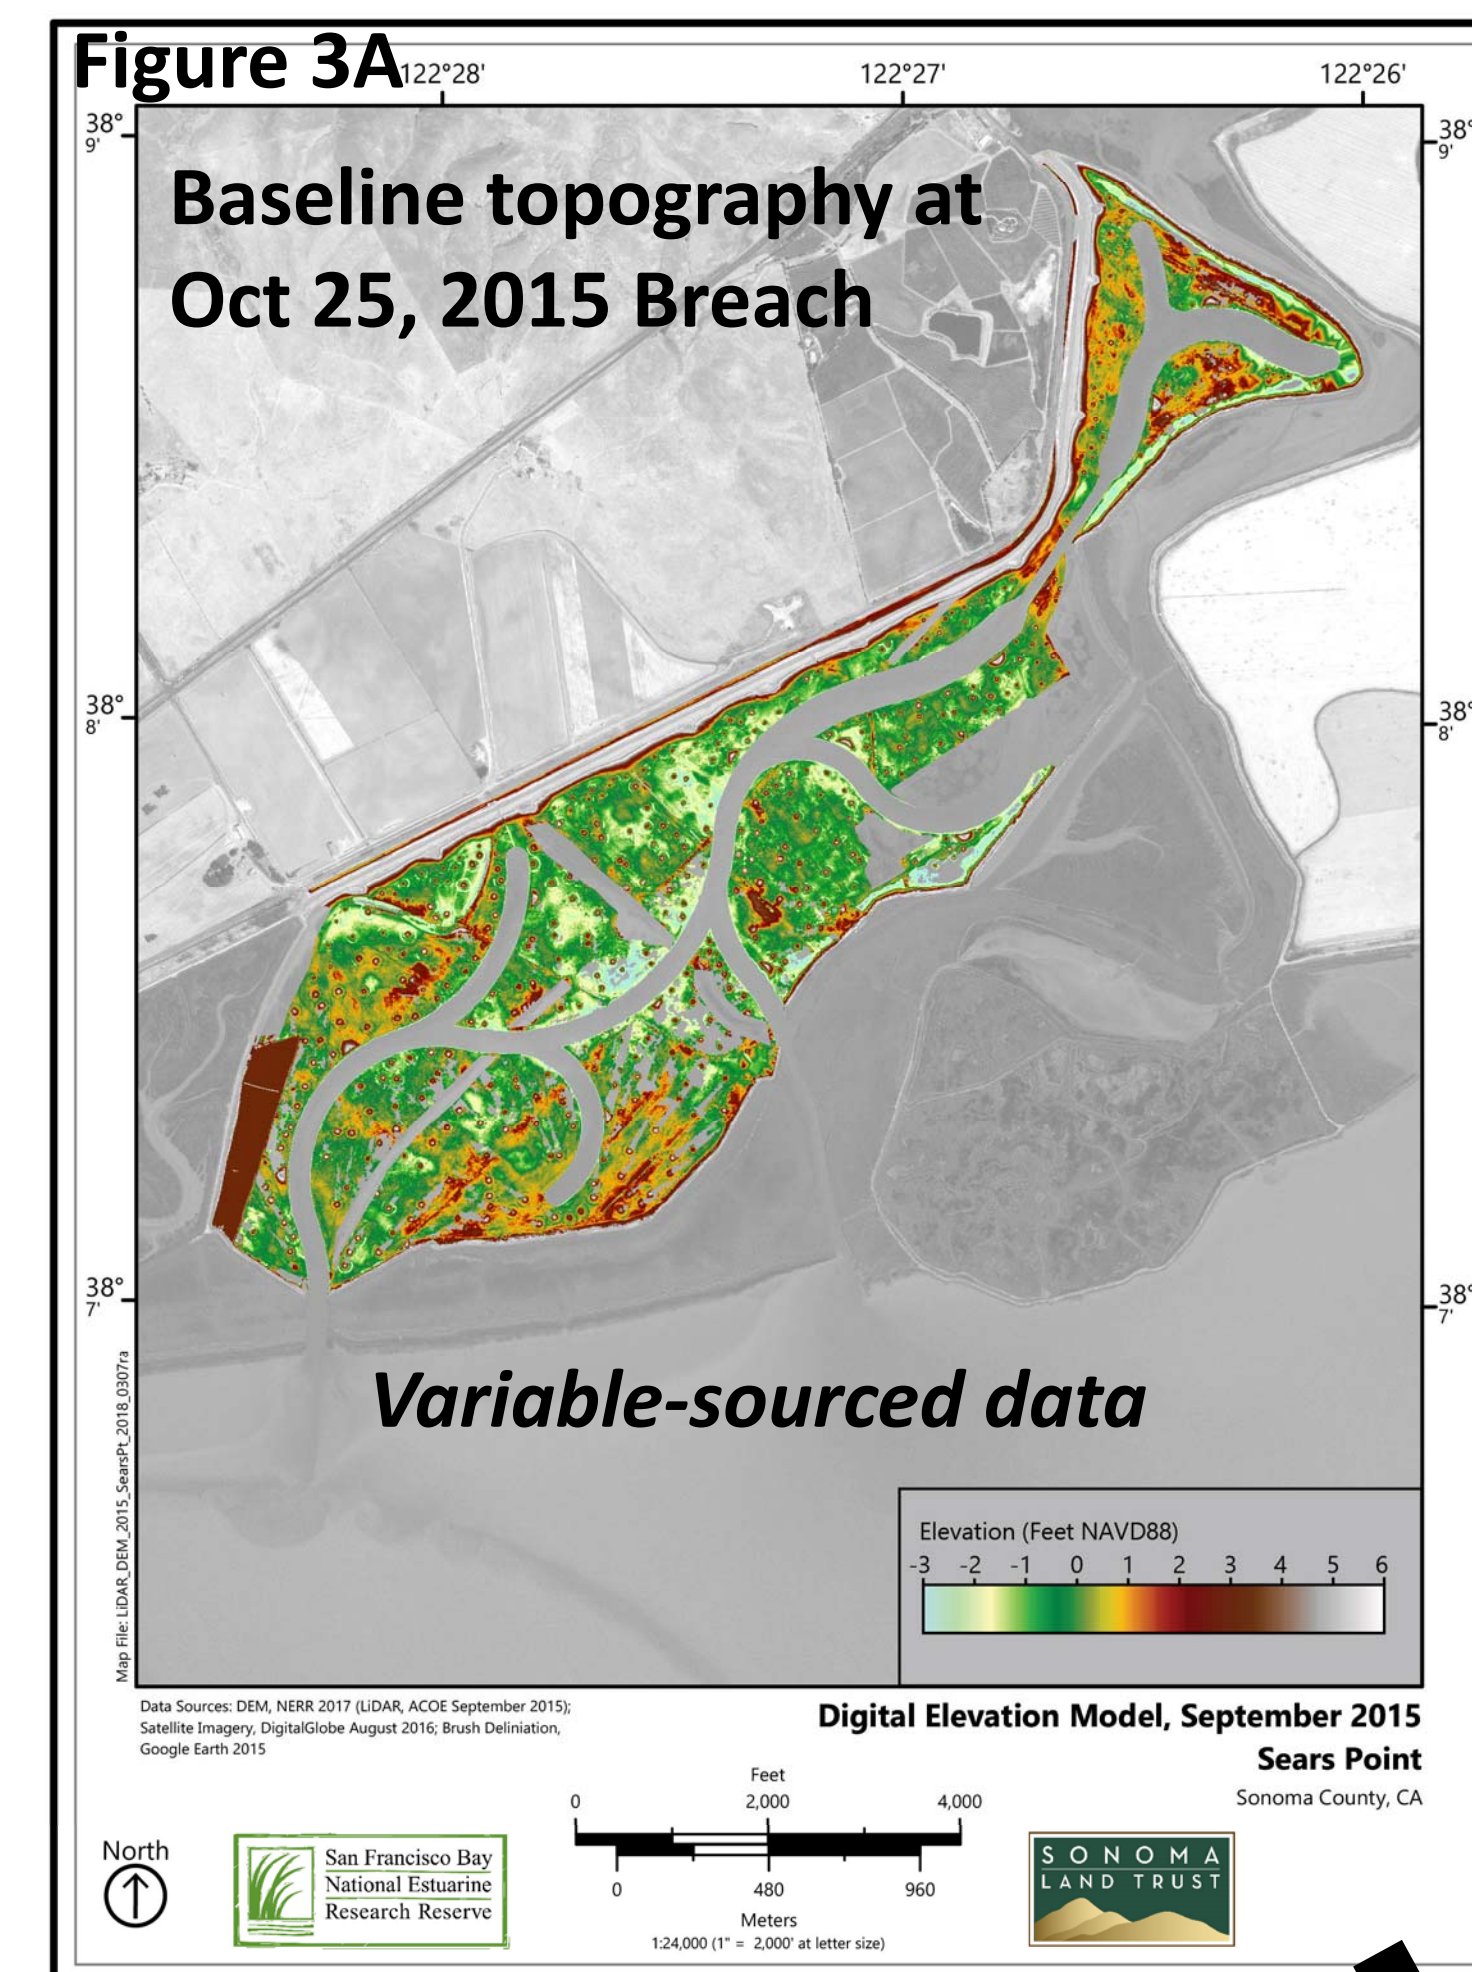 Figure 3A
122°28' 122°27' 122°26'
38° 9'
38° 9'
Baseline topography at
Oct 25, 2015 Breach
38° 8'
38° 8'
38° 7'
38° 7'
Variable-sourced data
Map File: LiDAR_DEM_2015_SearsPt_2018_0307ra
Elevation (Feet NAVD88)
-3 -2 -1 0 1 2 3 4 5 6
Data Sources: DEM, NERR 2017 (LiDAR, ACOE September 2015);
Satellite Imagery, DigitalGlobe August 2016; Brush Deliniation,
Google Earth 2015
Digital Elevation Model, September 2015
Sears Point
Sonoma County, CA
Feet
0 2,000 4,000
0 480 960
Meters
1:24,000 (1" = 2,000' at letter size)
North
San Francisco Bay
National Estuarine
Research Reserve
SONOMA
LAND TRUST